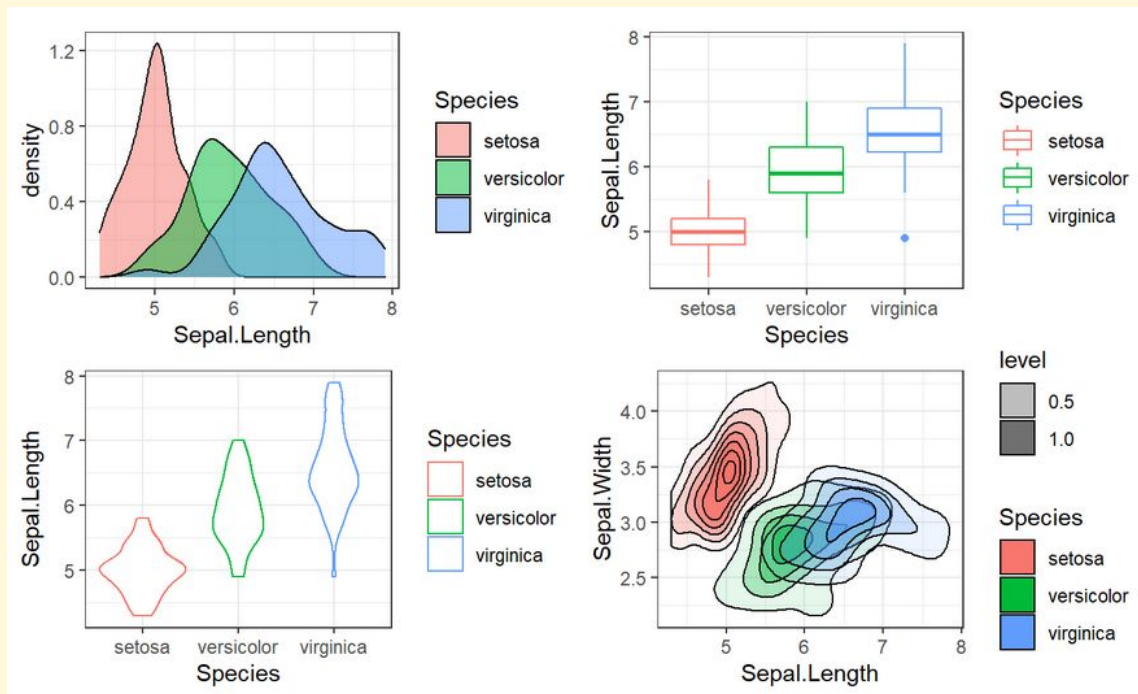 density
1.2
0.8
0.4
0.0
5
6
7
8
Sepal.Length
Species
setosa
versicolor
virginica
Sepal.Length
8
7
6
5
setosa
versicolor
virginica
Species
Species
setosa
versicolor
virginica
Sepal.Length
8
7
6
5
setosa
versicolor
virginica
Species
Species
setosa
versicolor
virginica
Sepal.Width
4.0
3.5
3.0
2.5
5
6
7
8
Sepal.Length
level
0.5
1.0
Species
setosa
versicolor
virginica